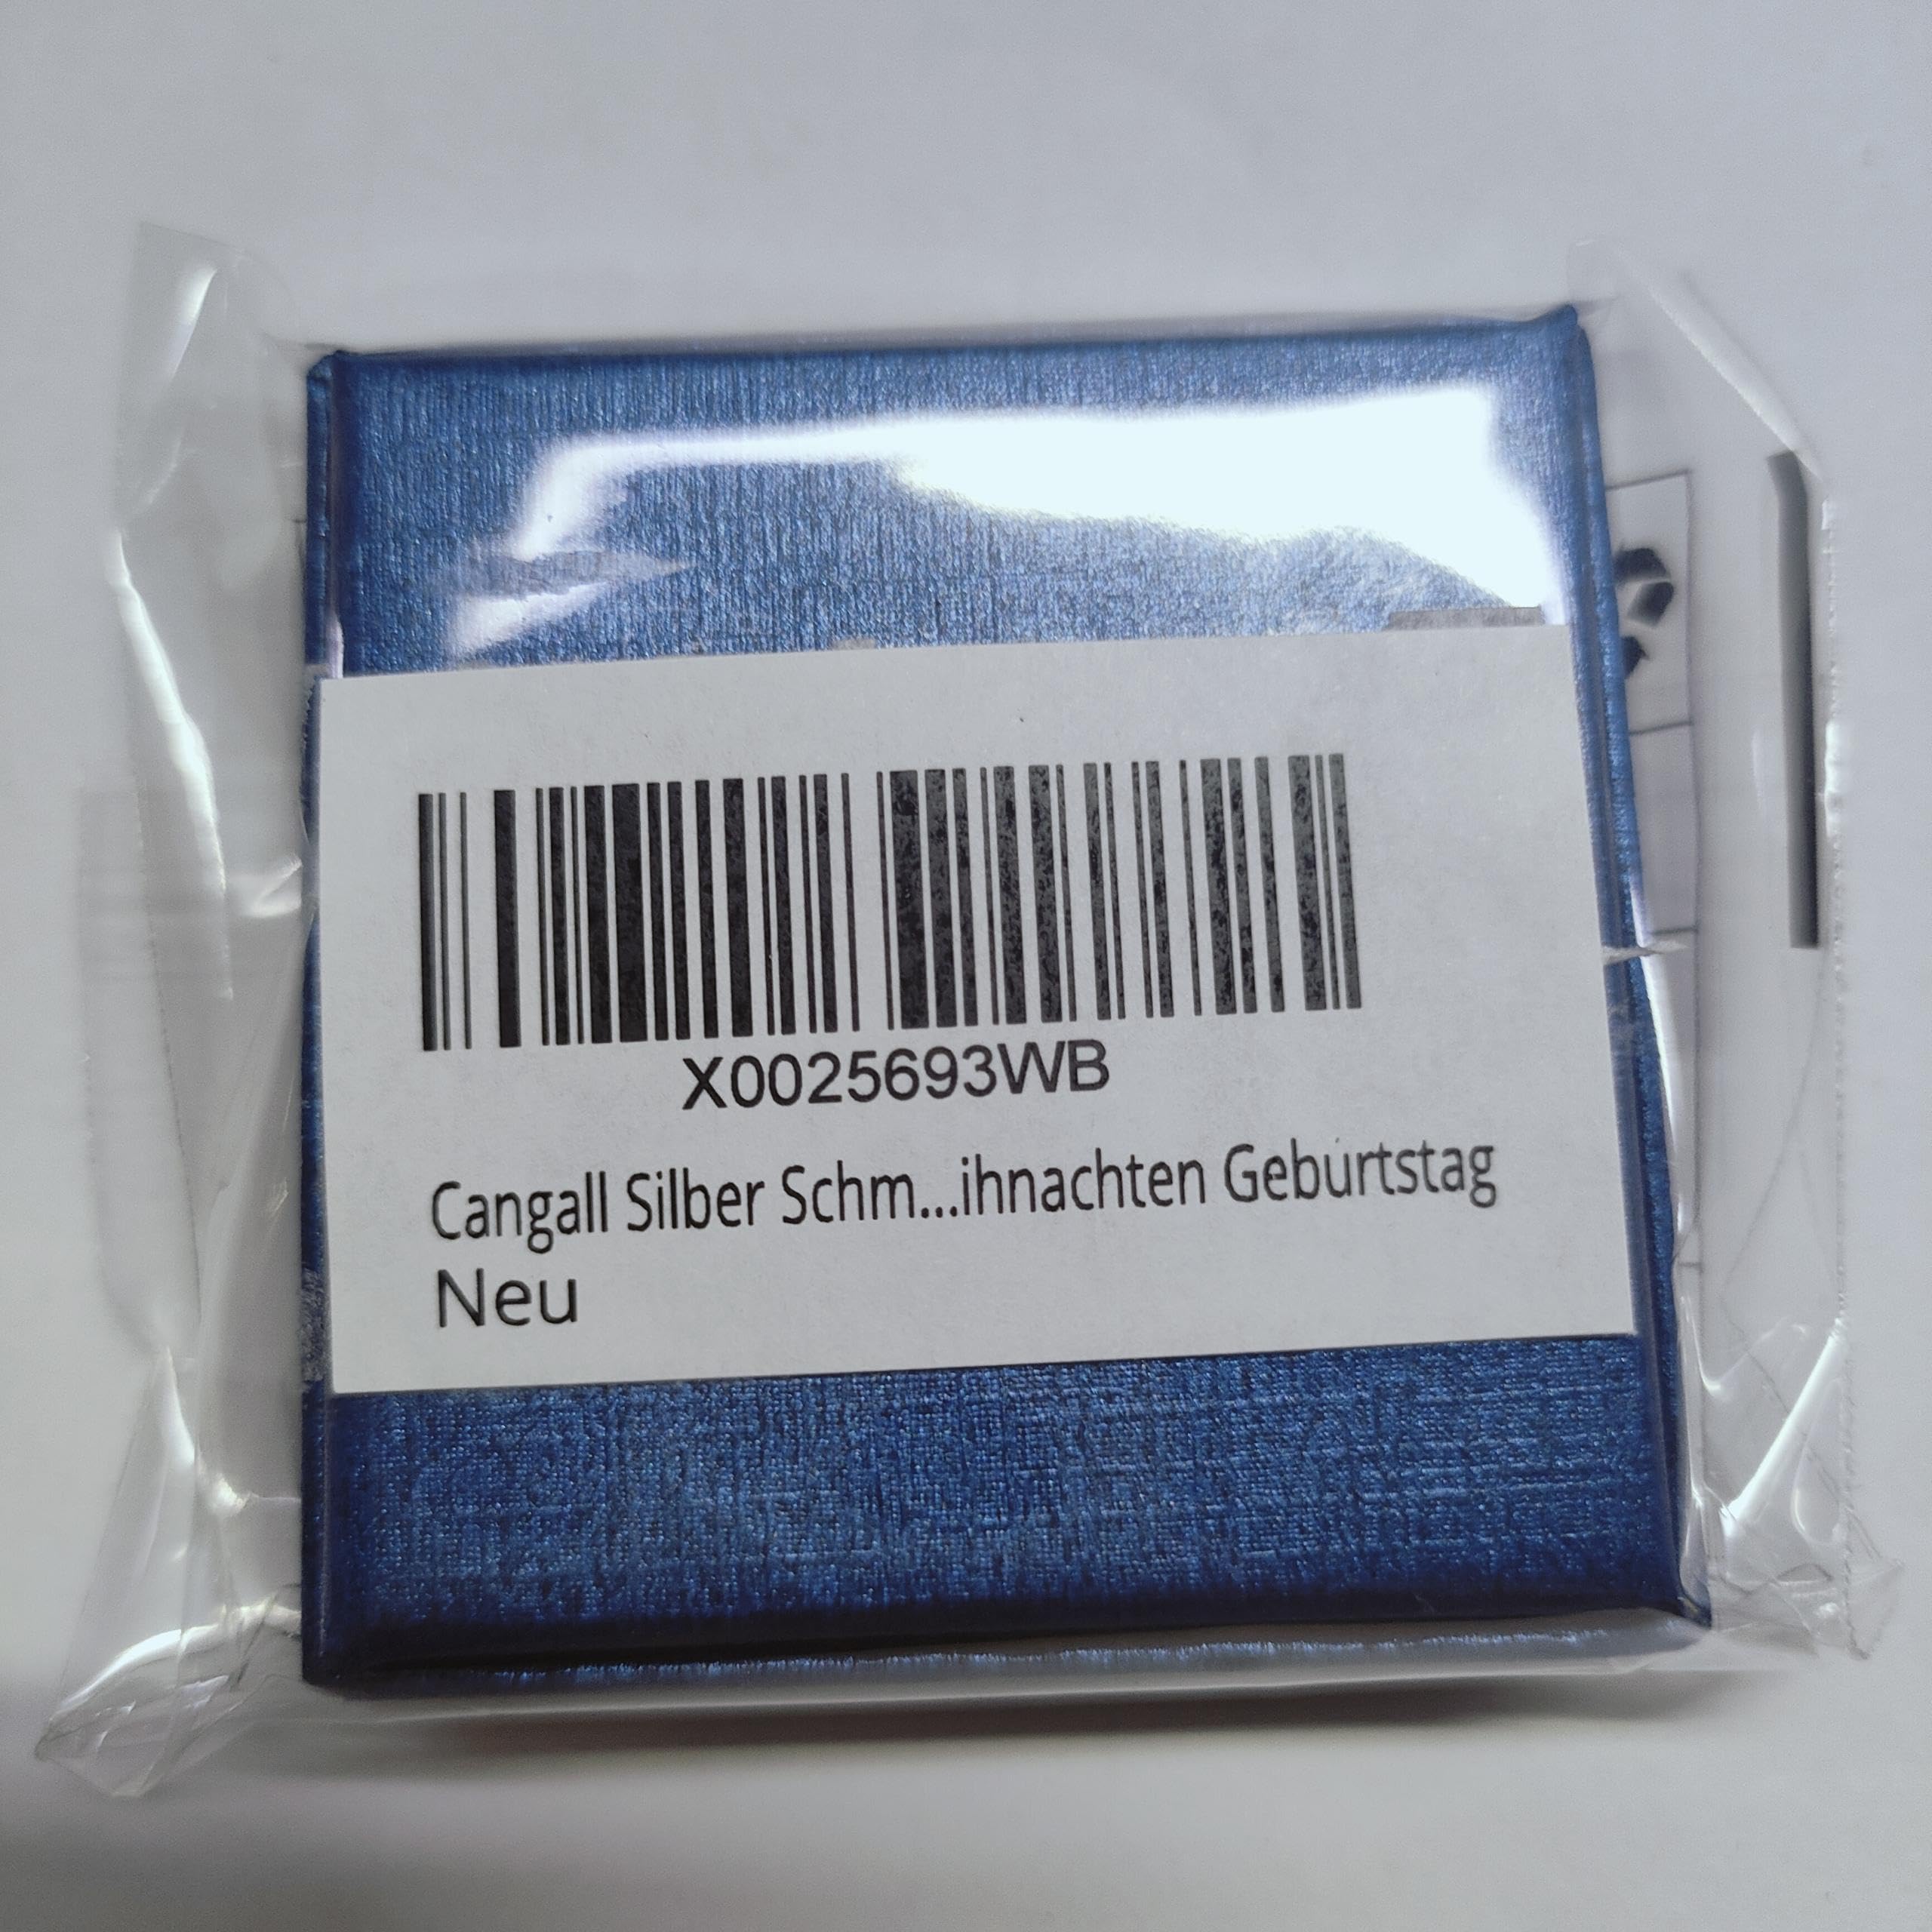 X0025693WB
Cangall Silber Schm...ihnachten Geburtstag
Neu